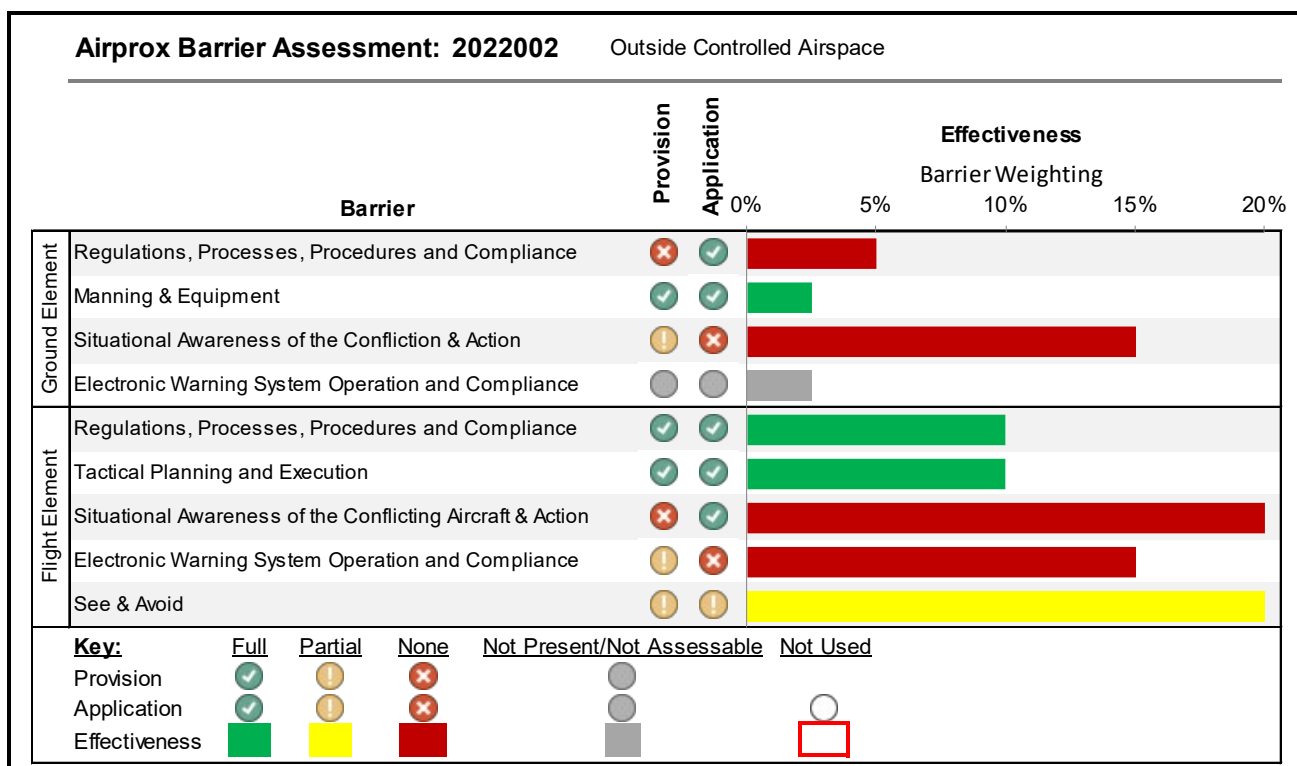 Airprox Barrier Assessment: 2022002 Outside Controlled Airspace
Provision
Application
Effectiveness
Barrier Weighting
Barrier
0% 5% 10% 15% 20%
Ground Element
Regulations, Processes, Procedures and Compliance
Manning & Equipment
Situational Awareness of the Confliction & Action
Electronic Warning System Operation and Compliance
Flight Element
Regulations, Processes, Procedures and Compliance
Tactical Planning and Execution
Situational Awareness of the Conflicting Aircraft & Action
Electronic Warning System Operation and Compliance
See & Avoid
Key: Full Partial None Not Present/Not Assessable Not Used
Provision
Application
Effectiveness